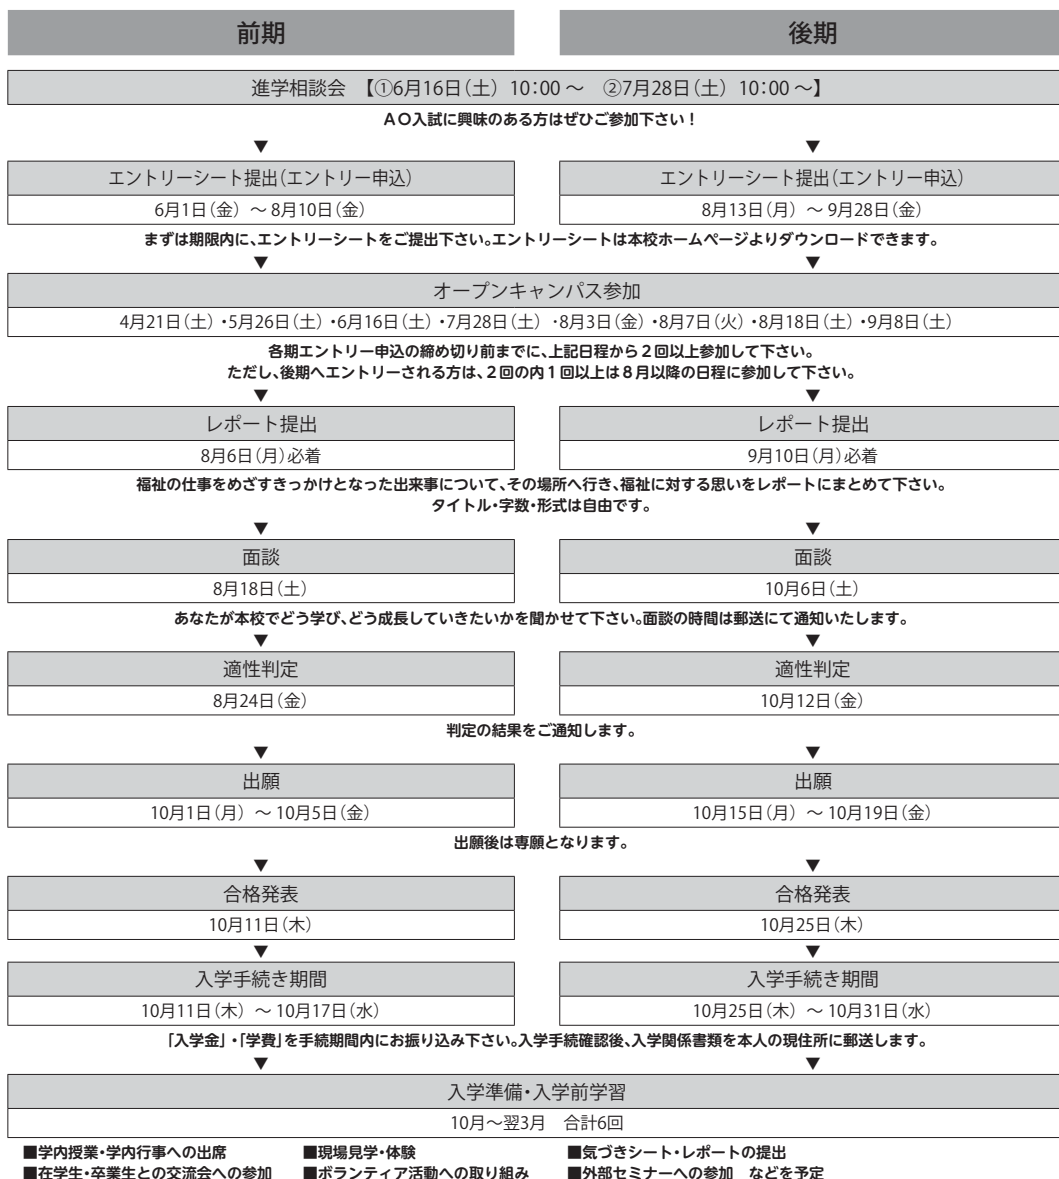 前期 後期
進学相談会 【①6月16日(土) 10:00 ~ ②7月28日(土) 10:00 ~】
AO入試に興味のある方はぜひご参加下さい!
▼ ▼
エントリーシート提出(エントリー申込) エントリーシート提出(エントリー申込)
6月1日(金) ~ 8月10日(金) 8月13日(月) ~ 9月28日(金)
まずは期限内に、エントリーシートをご提出下さい。エントリーシートは本校ホームページよりダウンロードできます。
▼ ▼
オープンキャンパス参加
4月21日(土)・5月26日(土)・6月16日(土)・7月28日(土)・8月3日(金)・8月7日(火)・8月18日(土)・9月8日(土)
各期エントリー申込の締め切り前までに、上記日程から2回以上参加して下さい。
ただし、後期へエントリーされる方は、2回の内1回以上は8月以降の日程に参加して下さい。
▼ ▼
レポート提出 レポート提出
8月6日(月)必着 9月10日(月)必着
福祉の仕事をめざすきっかけとなった出来事について、その場所へ行き、福祉に対する思いをレポートにまとめて下さい。
タイトル・字数・形式は自由です。
▼ ▼
面談 面談
8月18日(土) 10月6日(土)
あなたが本校でどう学び、どう成長していきたいかを聞かせて下さい。面談の時間は郵送にて通知いたします。
▼ ▼
適性判定 適性判定
8月24日(金) 10月12日(金)
判定の結果をご通知します。
▼ ▼
出願 出願
10月1日(月) ~ 10月5日(金) 10月15日(月) ~ 10月19日(金)
出願後は専願となります。
▼ ▼
合格発表 合格発表
10月11日(木) 10月25日(木)
▼ ▼
入学手続き期間 入学手続き期間
10月11日(木) ~ 10月17日(水) 10月25日(木) ~ 10月31日(水)
「入学金」・「学費」を手続期間内にお振り込み下さい。入学手続確認後、入学関係書類を本人の現住所に郵送します。
▼ ▼
入学準備・入学前学習
10月~翌3月 合計6回
■学内授業・学内行事への出席 ■現場見学・体験 ■気づきシート・レポートの提出
■在学生・卒業生との交流会への参加 ■ボランティア活動への取り組み ■外部セミナーへの参加 などを予定